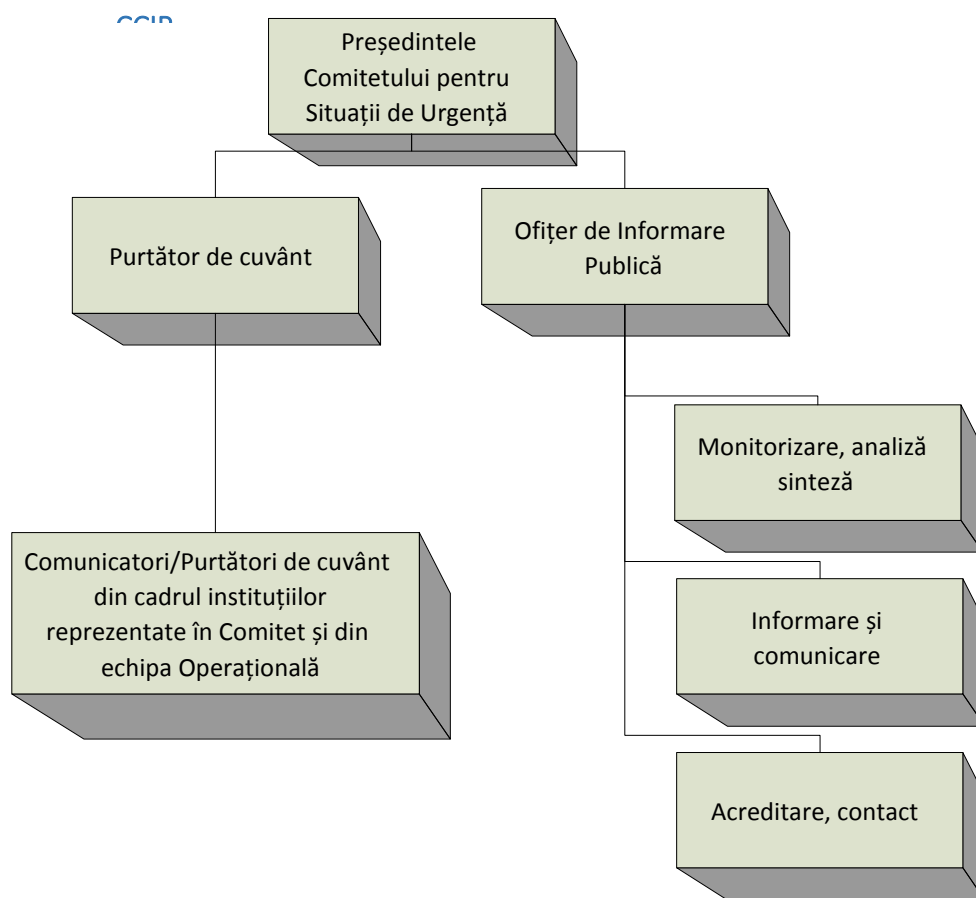 Președintele
Comitetului pentru
Situații de Urgență
Purtător de cuvânt
Ofițer de Informare
Publică
Monitorizare, analiză
sinteză
Comunicatori/Purtători de cuvânt
din cadrul instituțiilor
reprezentate în Comitet și din
echipa Operațională
Informare și
comunicare
Acreditare, contact